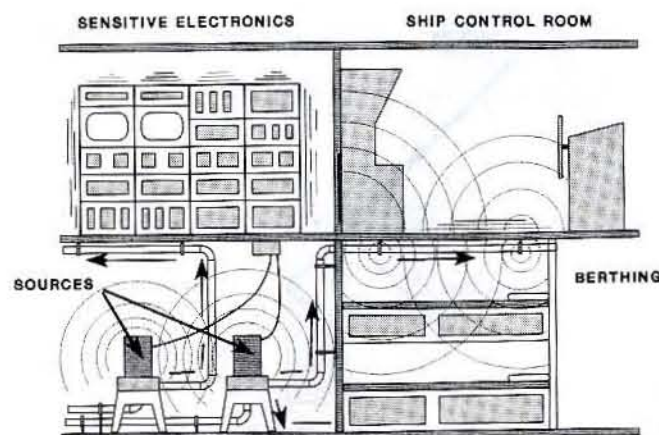 SENSITIVE ELECTRONICS
SHIP CONTROL ROOM
SOURCES
BERTHING